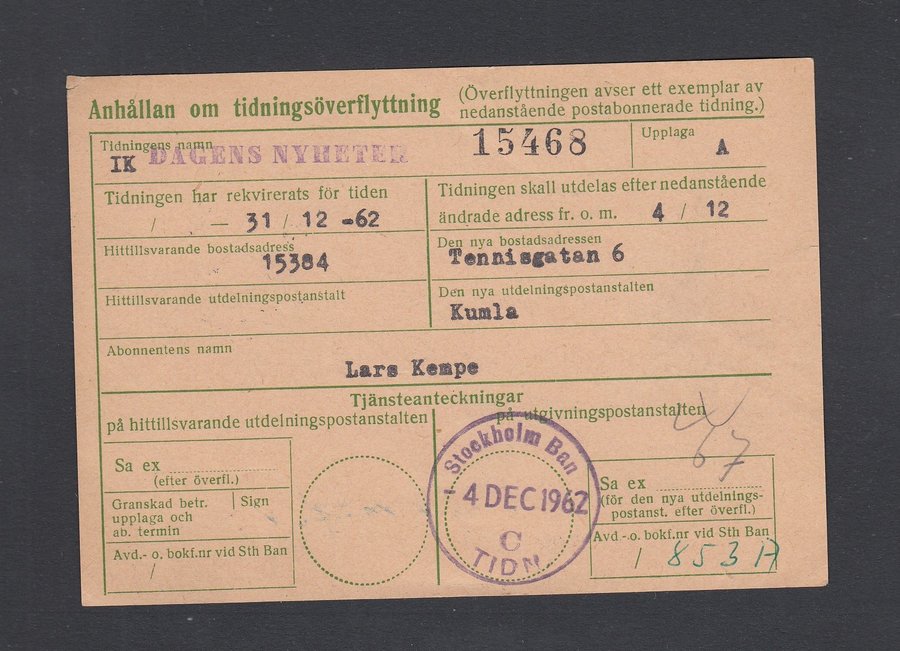 Anhållan om tidningsöverflyttning
(Överflyttningen avser ett exemplar av
nedanstående postabonnerade tidning.)
Tidningens namn
IK DAGENS NYHETER
15468
Upplaga
A
Tidningen har rekvirerats för tiden
/ — 31 / 12 -62
Tidningen skall utdelas efter nedanstående
ändrade adress fr. o. m. 4 / 12
Hittillsvarande bostadsadress
15384
Den nya bostadsadressen
Tennisgatan 6
Hittillsvarande utdelningspostanstalt
Den nya utdelningspostanstalten
Kumla
Abonnentens namn
Lars Kempe
Tjänsteanteckningar
på hittillsvarande utdelningspostanstalten
på utgivningspostanstalten
Sa ex
(efter överfl.)
Granskad betr.
upplaga och
ab. termin
Sign
Avd.- o. bokf.nr vid Sth Ban
/
Stockholm Ban
- 4 DEC 1962
C
TIDN
Sa ex
(för den nya utdelnings-
postanst. efter överfl.)
Avd.- o. bokf.nr vid Sth Ban
/ 853 A